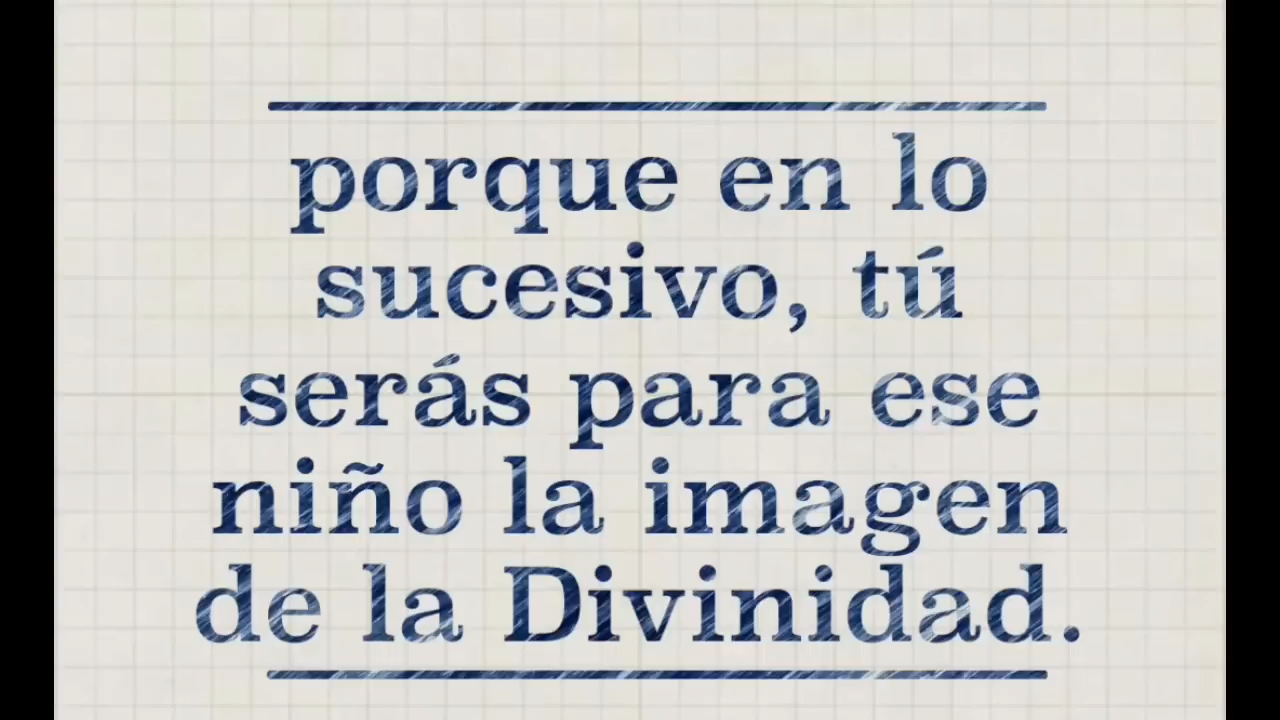 porque en lo
sucesivo, tú
serás para ese
niño la imagen
de la Divinidad.